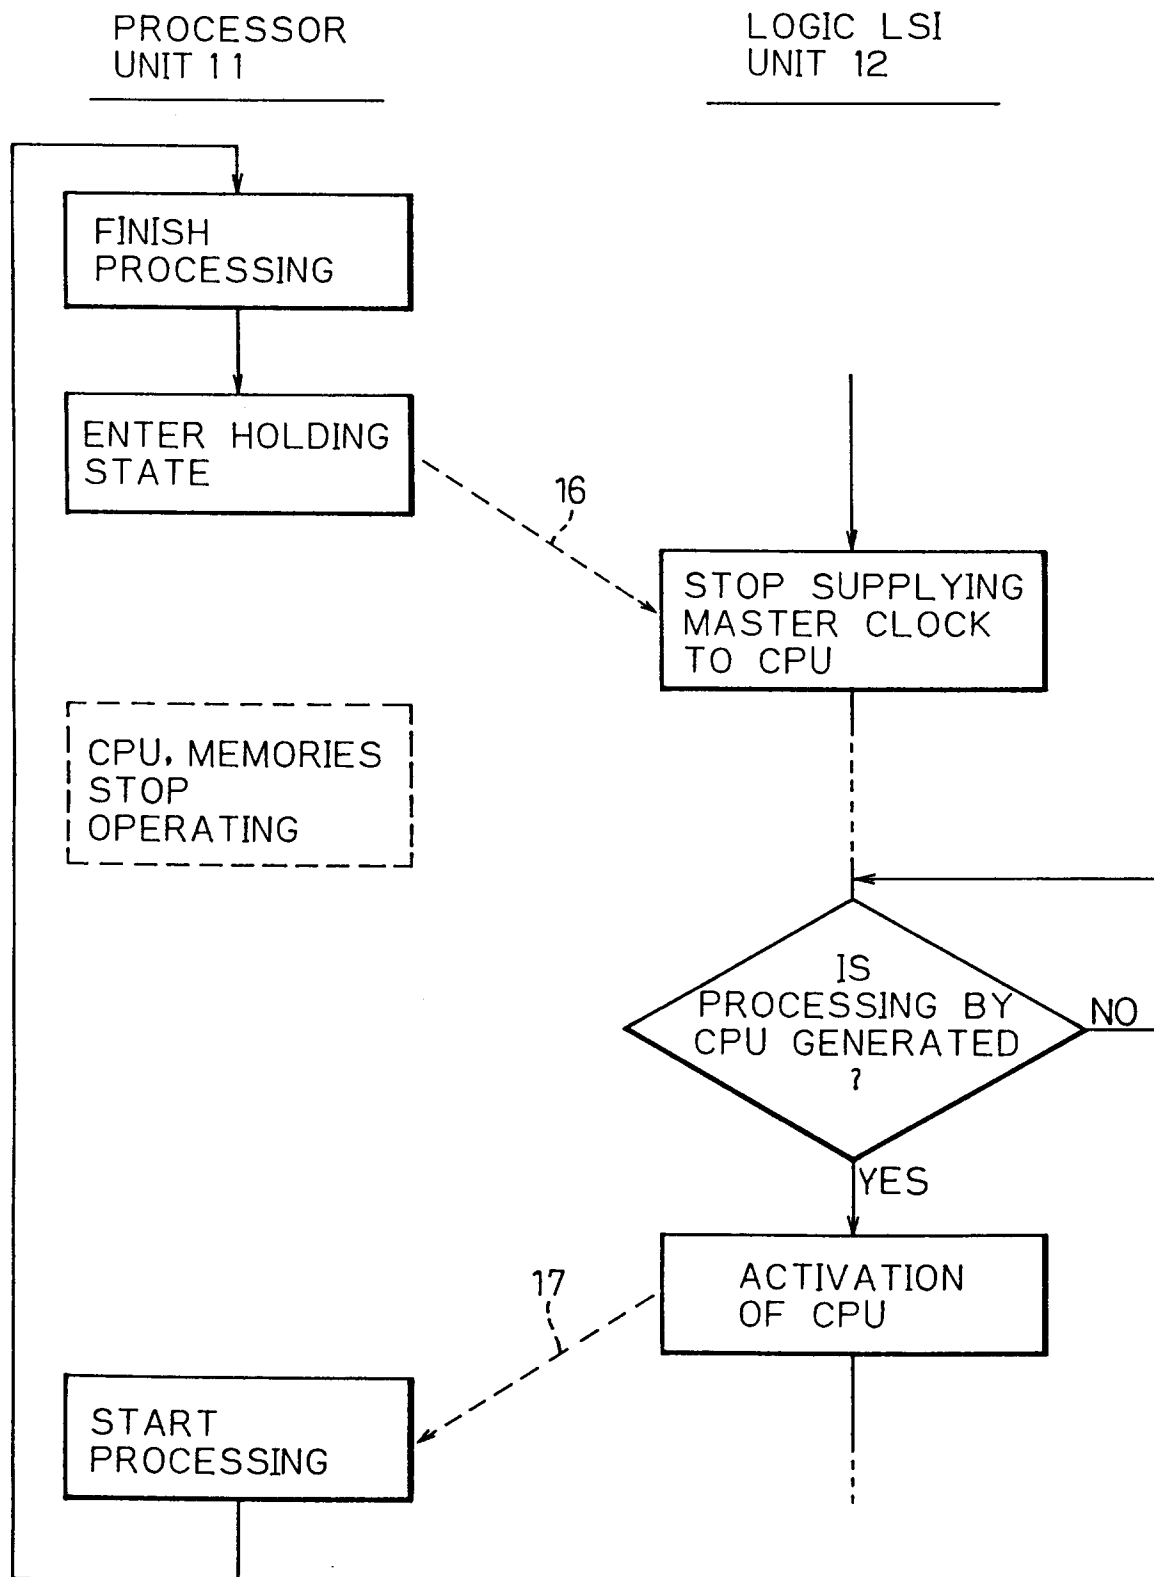 PROCESSOR
UNIT 11
LOGIC LSI
UNIT 12
FINISH
PROCESSING
ENTER HOLDING
STATE
16
STOP SUPPLYING
MASTER CLOCK
TO CPU
CPU, MEMORIES
STOP
OPERATING
IS
PROCESSING BY
CPU GENERATED
?
NO
YES
ACTIVATION
OF CPU
17
START
PROCESSING